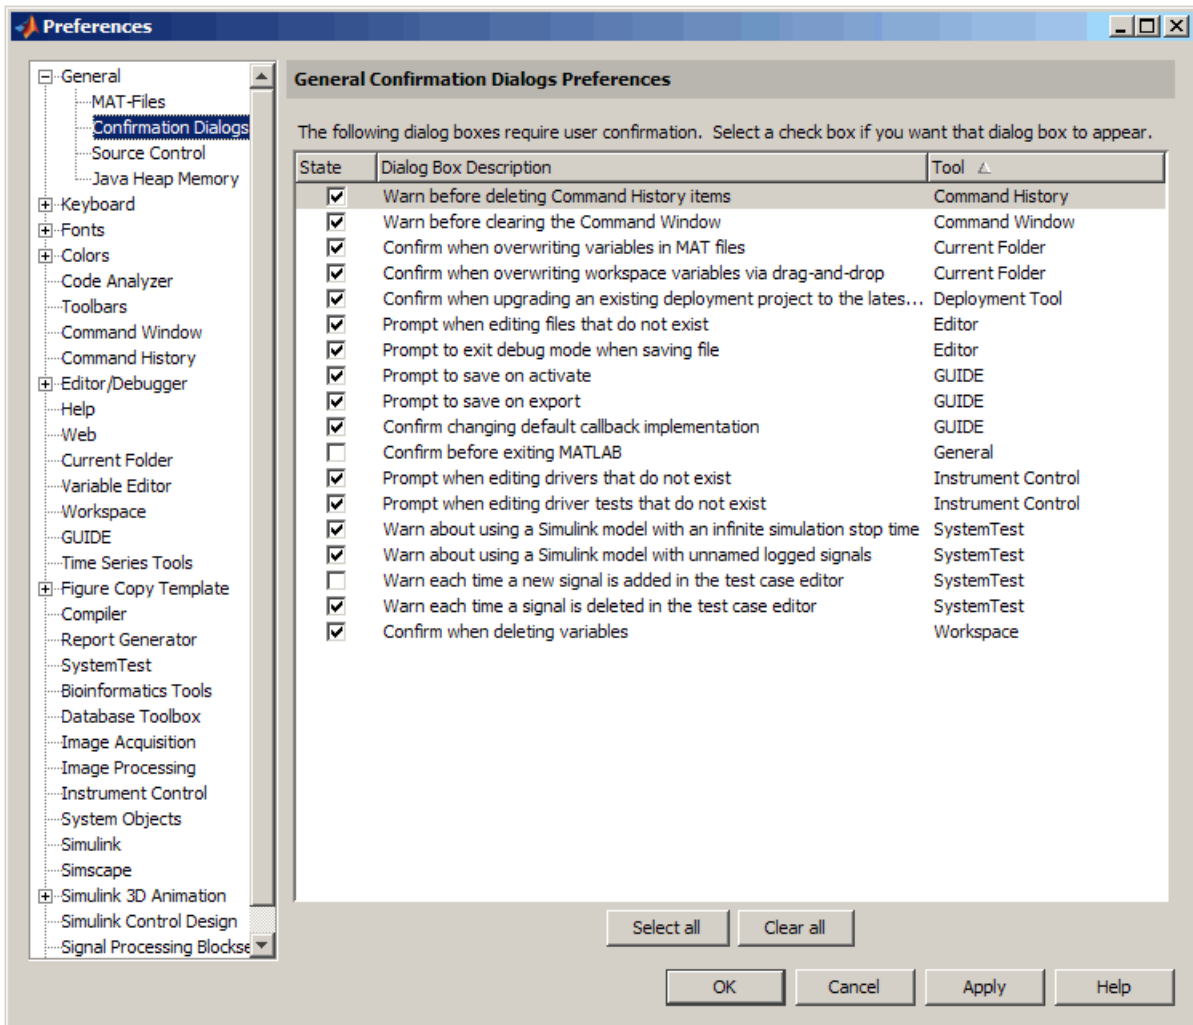 Preferences
General
MAT-Files
Confirmation Dialogs
Source Control
Java Heap Memory
Keyboard
Fonts
Colors
Code Analyzer
Toolbars
Command Window
Command History
Editor/Debugger
Help
Web
Current Folder
Variable Editor
Workspace
GUIDE
Time Series Tools
Figure Copy Template
Compiler
Report Generator
SystemTest
Bioinformatics Tools
Database Toolbox
Image Acquisition
Image Processing
Instrument Control
System Objects
Simulink
Simscape
Simulink 3D Animation
Simulink Control Design
Signal Processing Blockse
General Confirmation Dialogs Preferences
The following dialog boxes require user confirmation. Select a check box if you want that dialog box to appear.
State Dialog Box Description Tool
Warn before deleting Command History items Command History
Warn before clearing the Command Window Command Window
Confirm when overwriting variables in MAT files Current Folder
Confirm when overwriting workspace variables via drag-and-drop Current Folder
Confirm when upgrading an existing deployment project to the lates... Deployment Tool
Prompt when editing files that do not exist Editor
Prompt to exit debug mode when saving file Editor
Prompt to save on activate GUIDE
Prompt to save on export GUIDE
Confirm changing default callback implementation GUIDE
Confirm before exiting MATLAB General
Prompt when editing drivers that do not exist Instrument Control
Prompt when editing driver tests that do not exist Instrument Control
Warn about using a Simulink model with an infinite simulation stop time SystemTest
Warn about using a Simulink model with unnamed logged signals SystemTest
Warn each time a new signal is added in the test case editor SystemTest
Warn each time a signal is deleted in the test case editor SystemTest
Confirm when deleting variables Workspace
Select all Clear all
OK Cancel Apply Help